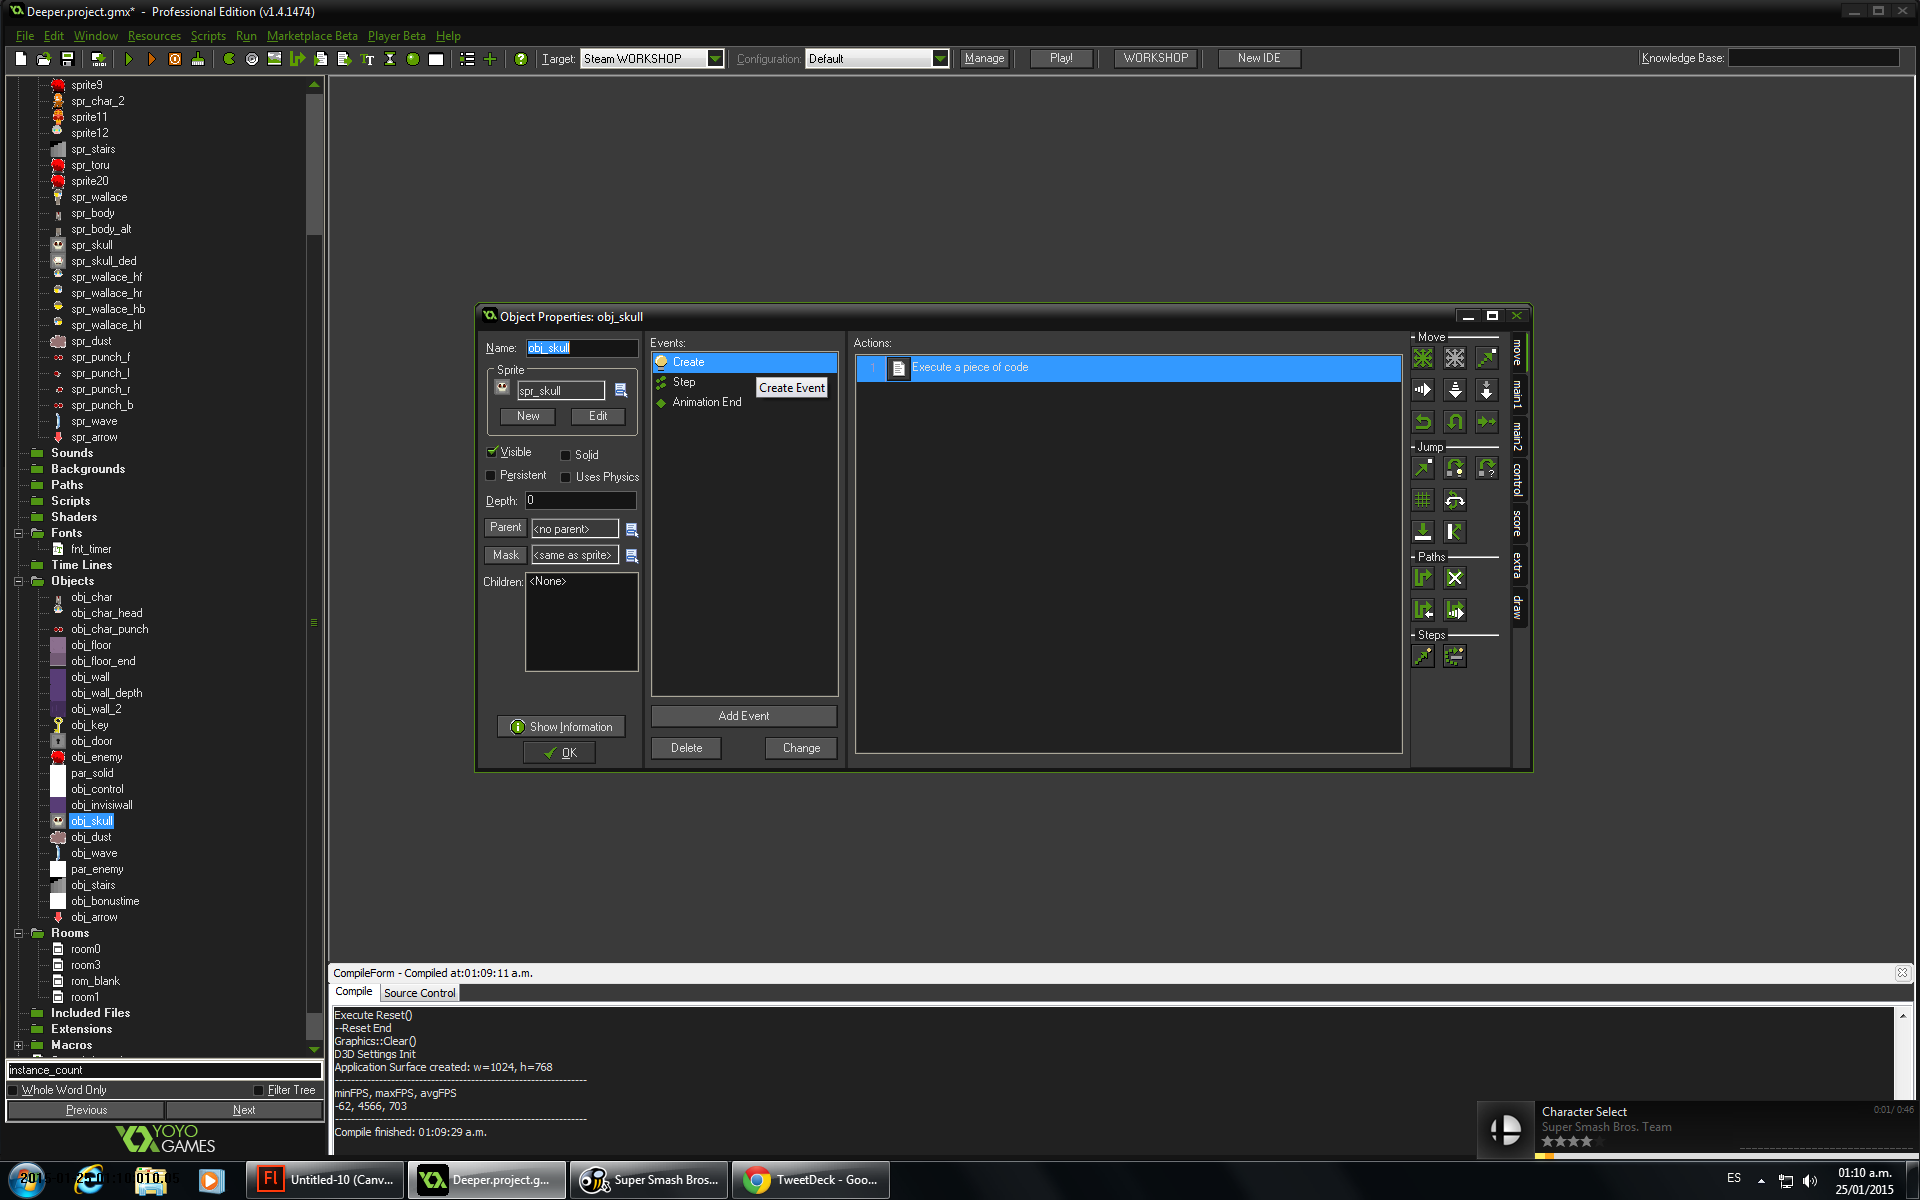 Deeper.project.gmx* - Professional Edition (v1.4.1474)
File Edit Window Resources Scripts Run Marketplace Beta Player Beta Help
Target: Steam WORKSHOP Configuration: Default Manage Play! WORKSHOP New IDE Knowledge Base:
sprite9
spr_char_2
sprite11
sprite12
spr_stairs
spr_toru
sprite20
spr_wallace
spr_body
spr_body_alt
spr_skull
spr_skull_ded
spr_wallace_hf
spr_wallace_hr
spr_wallace_hb
spr_wallace_hl
spr_dust
spr_punch_f
spr_punch_l
spr_punch_r
spr_punch_b
spr_wave
spr_arrow
Sounds
Backgrounds
Paths
Scripts
Shaders
Fonts
fnt_timer
Time Lines
Objects
obj_char
obj_char_head
obj_char_punch
obj_floor
obj_floor_end
obj_wall
obj_wall_depth
obj_wall_2
obj_key
obj_door
obj_enemy
par_solid
obj_control
obj_invisiwall
obj_skull
obj_dust
obj_wave
par_enemy
obj_stairs
obj_bonustime
obj_arrow
Rooms
room0
room3
rom_blank
room1
Included Files
Extensions
Macros
instance_count
Whole Word Only Filter Tree
Previous Next
YOYO
GAMES
Object Properties: obj_skull
Name: obj_skull
Sprite
spr_skull
New Edit
Visible Solid
Persistent Uses Physics
Depth: 0
Parent <no parent>
Mask <same as sprite>
Children: <None>
Show Information
OK
Events:
Create
Step
Create Event
Animation End
Add Event
Delete Change
Actions:
1 Execute a piece of code
Move
Jump
Paths
Steps
move
main1
main2
control
score
extra
draw
CompileForm - Compiled at:01:09:11 a.m.
Compile Source Control
Execute Reset()
--Reset End
Graphics::Clear()
D3D Settings Init
Application Surface created: w=1024, h=768
minFPS, maxFPS, avgFPS
-62, 4566, 703
Compile finished: 01:09:29 a.m.
Character Select 0:01/ 0:46
Super Smash Bros. Team
Fl Untitled-10 (Canv...
Deeper.project.g...
Super Smash Bros...
TweetDeck - Goo...
ES
01:10 a.m.
25/01/2015